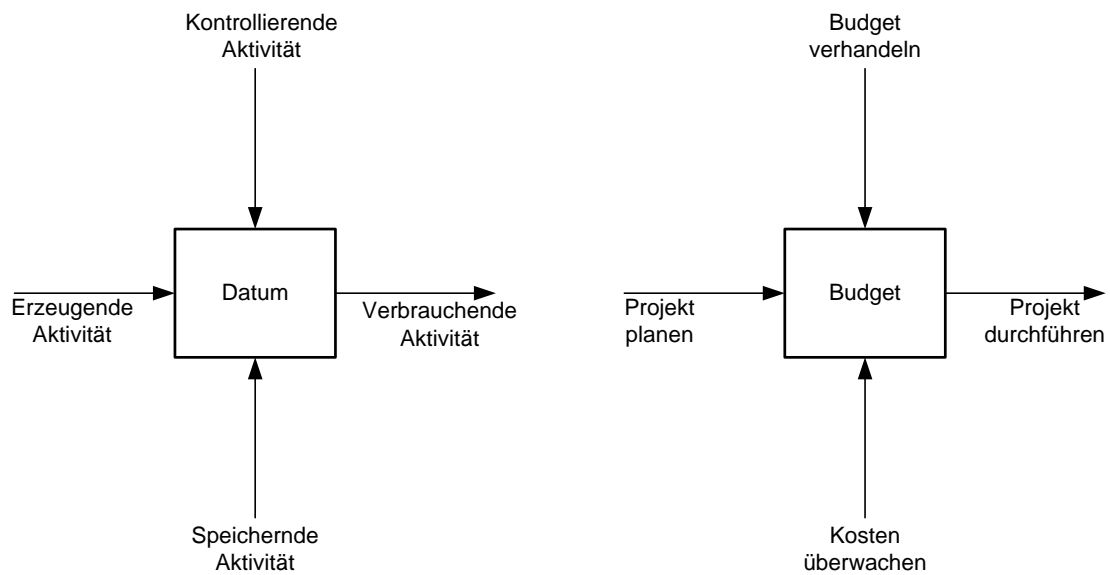 Kontrollierende
Aktivität
Budget
verhandeln
Datum
Budget
Erzeugende
Aktivität
Verbrauchende
Aktivität
Projekt
planen
Projekt
durchführen
Speichernde
Aktivität
Kosten
überwachen